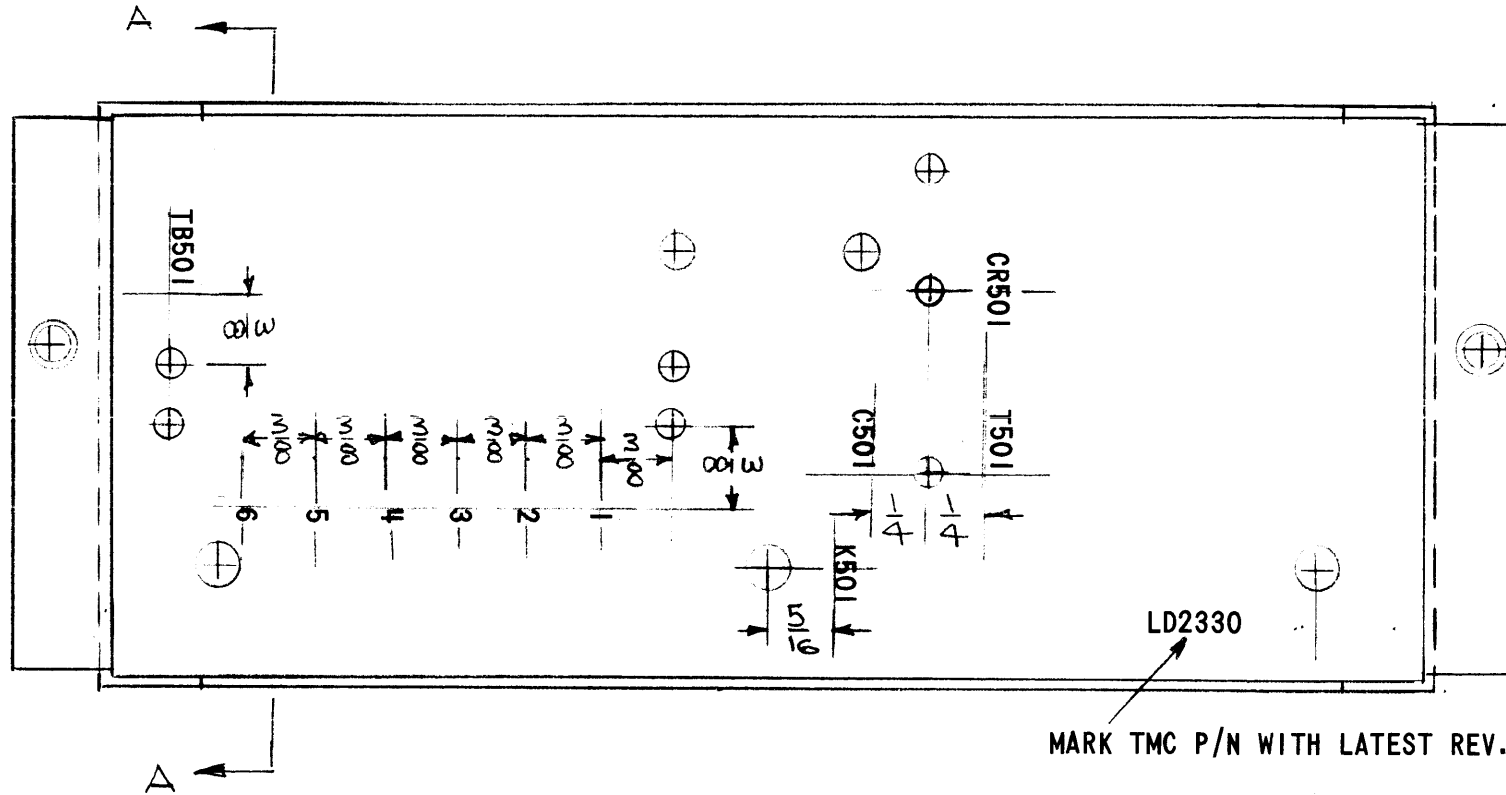 A
TB501
3/8
CR501
3/8 3/8 3/8 3/8 3/8 3/8
3/8
C501
T501
6 5 4 3 2 1
1/4 1/4
K501
5/16
LD2330
MARK TMC P/N WITH LATEST REV.
A